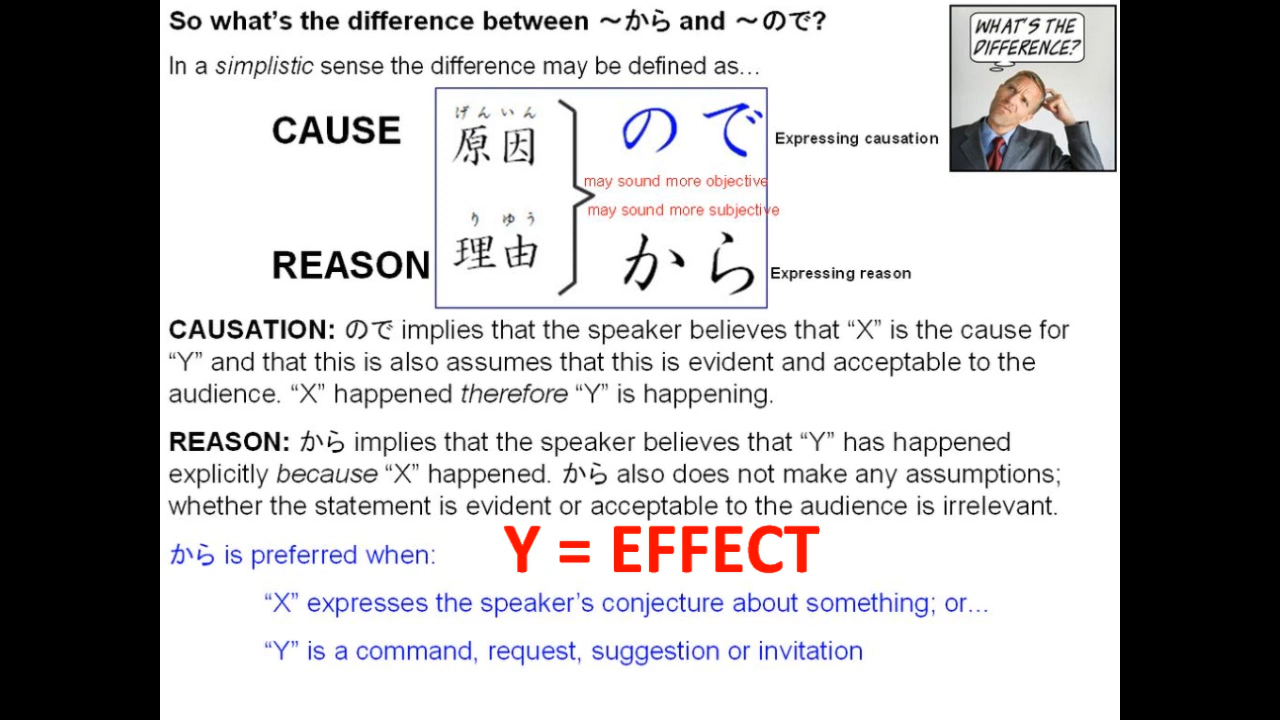 So what's the difference between ～から and ～ので?
WHAT'S THE
DIFFERENCE?
In a simplistic sense the difference may be defined as…
げんいん
CAUSE 原因 ので Expressing causation
may sound more objective
may sound more subjective
りゆう
REASON 理由 から Expressing reason
CAUSATION: ので implies that the speaker believes that “X” is the cause for
“Y” and that this is also assumes that this is evident and acceptable to the
audience. “X” happened therefore “Y” is happening.
REASON: から implies that the speaker believes that “Y” has happened
explicitly because “X” happened. から also does not make any assumptions;
whether the statement is evident or acceptable to the audience is irrelevant.
Y = EFFECT
から is preferred when:
“X” expresses the speaker's conjecture about something; or…
“Y” is a command, request, suggestion or invitation